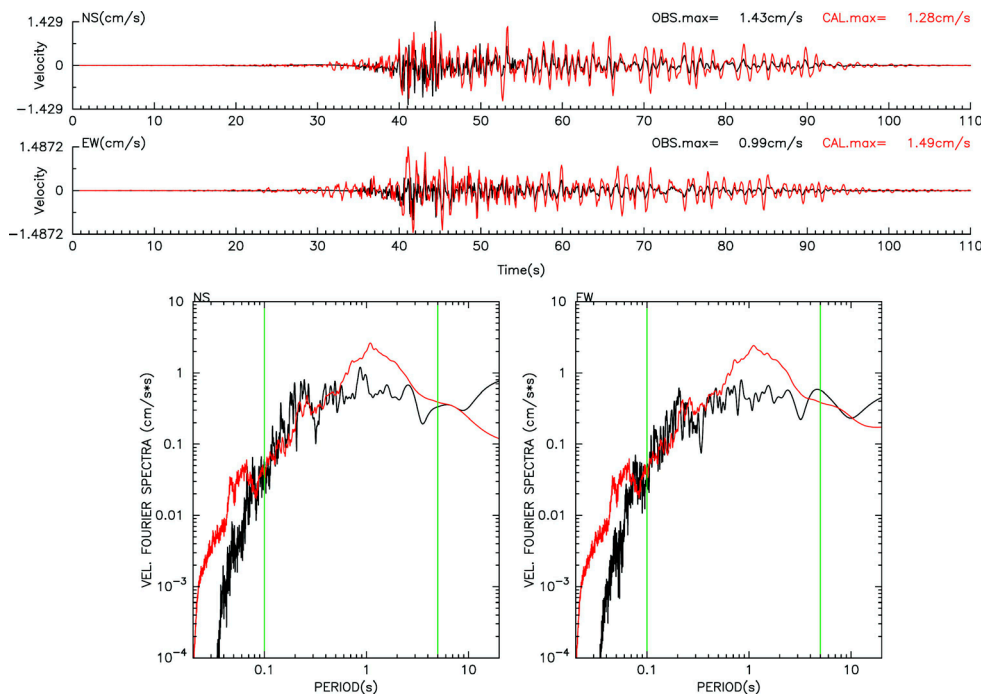 1.429 NS(cm/s) OBS.max= 1.43cm/s CAL.max= 1.28cm/s
Velocity
0
-1.429
0 10 20 30 40 50 60 70 80 90 100 110
1.4872 EW(cm/s) OBS.max= 0.99cm/s CAL.max= 1.49cm/s
Velocity
0
-1.4872
0 10 20 30 40 50 60 70 80 90 100 110
Time(s)
NS
VEL. FOURIER SPECTRA (cm/s*s)
10
1
0.1
0.01
10⁻³
10⁻⁴
0.1 1 10
PERIOD(s)
EW
VEL. FOURIER SPECTRA (cm/s*s)
10
1
0.1
0.01
10⁻³
10⁻⁴
0.1 1 10
PERIOD(s)